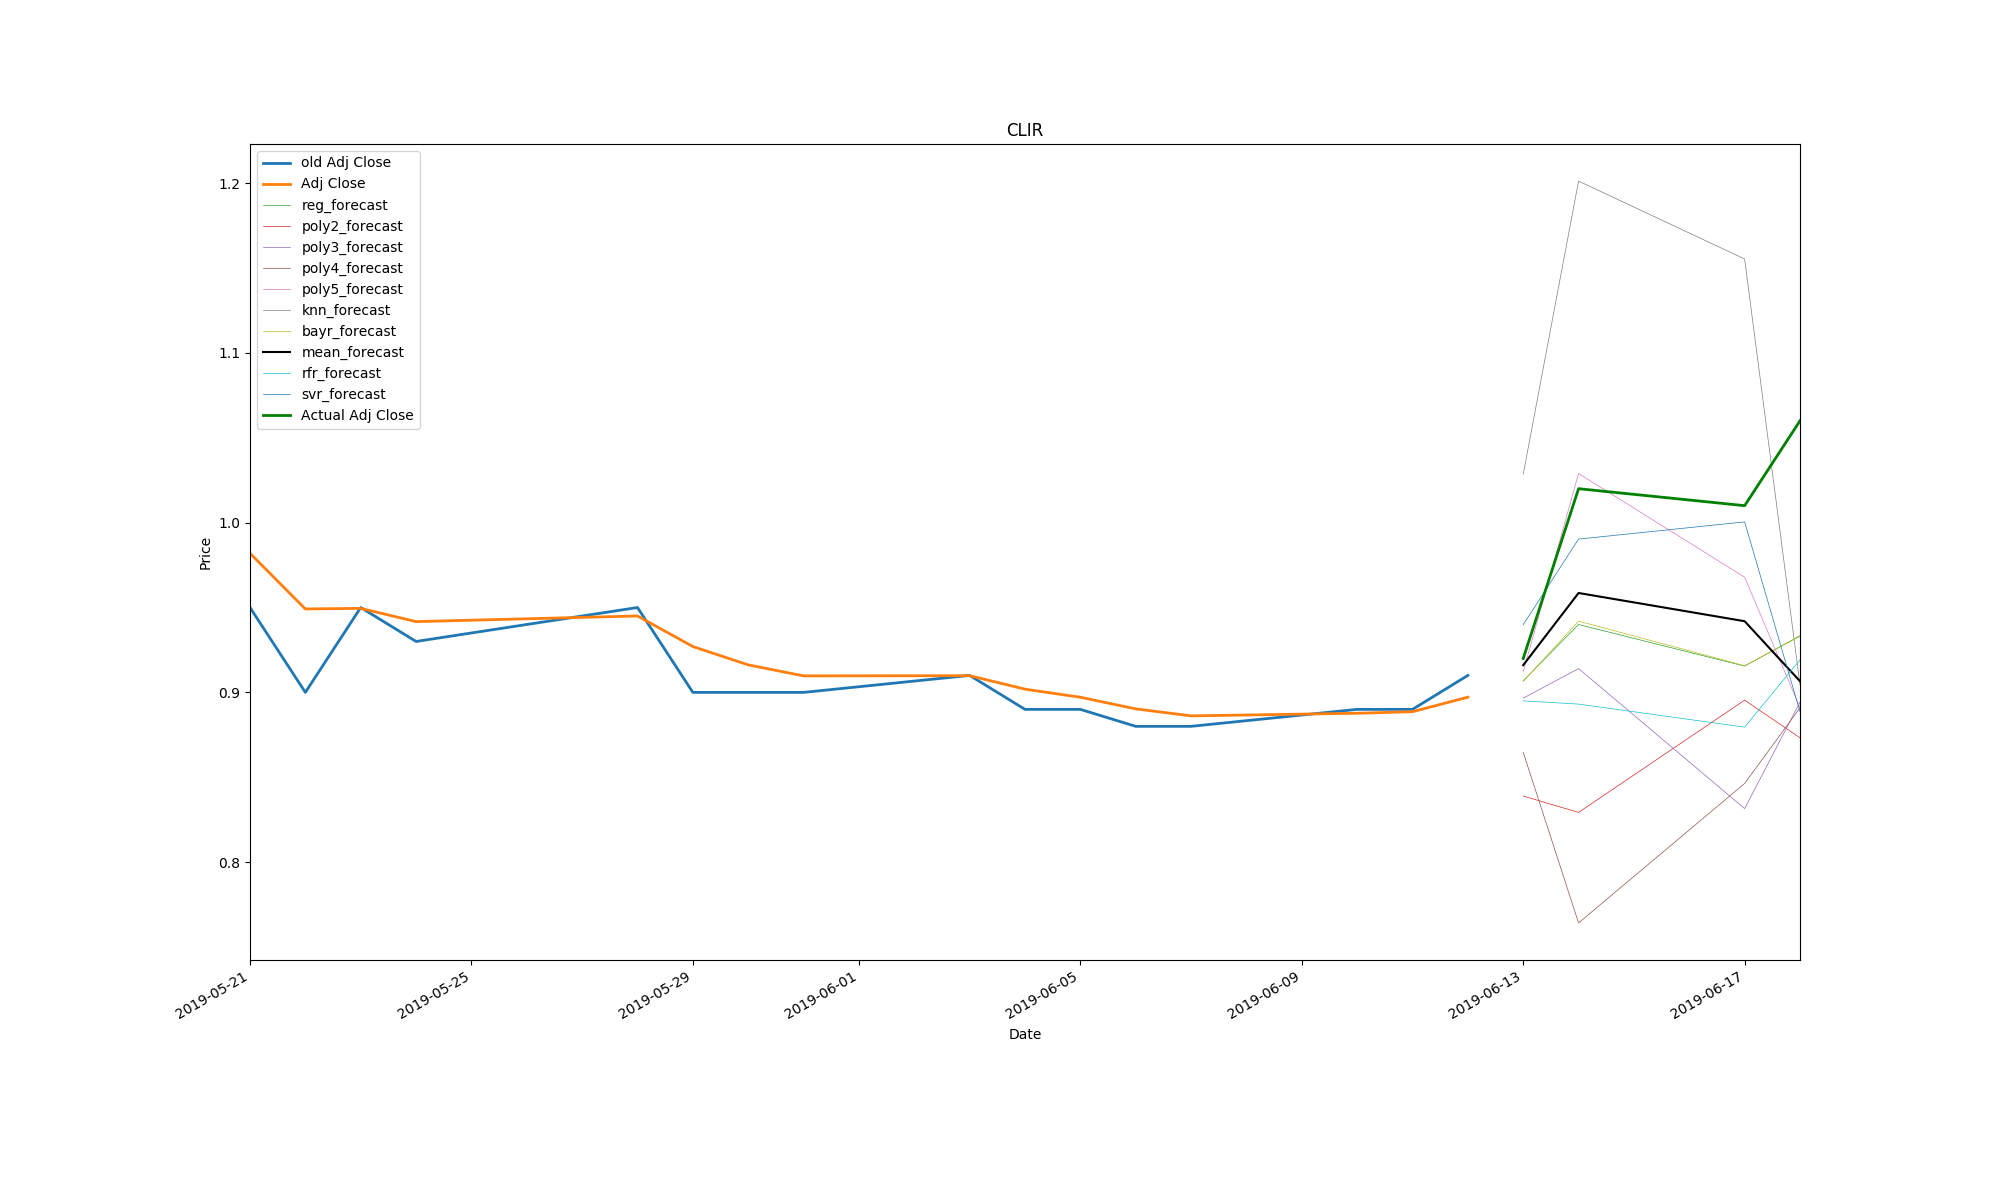 CLIR
old Adj Close
Adj Close
reg_forecast
poly2_forecast
poly3_forecast
poly4_forecast
poly5_forecast
knn_forecast
bayr_forecast
mean_forecast
rfr_forecast
svr_forecast
Actual Adj Close
1.2
1.1
1.0
0.9
0.8
Price
2019-05-21
2019-05-25
2019-05-29
2019-06-01
2019-06-05
2019-06-09
2019-06-13
2019-06-17
Date